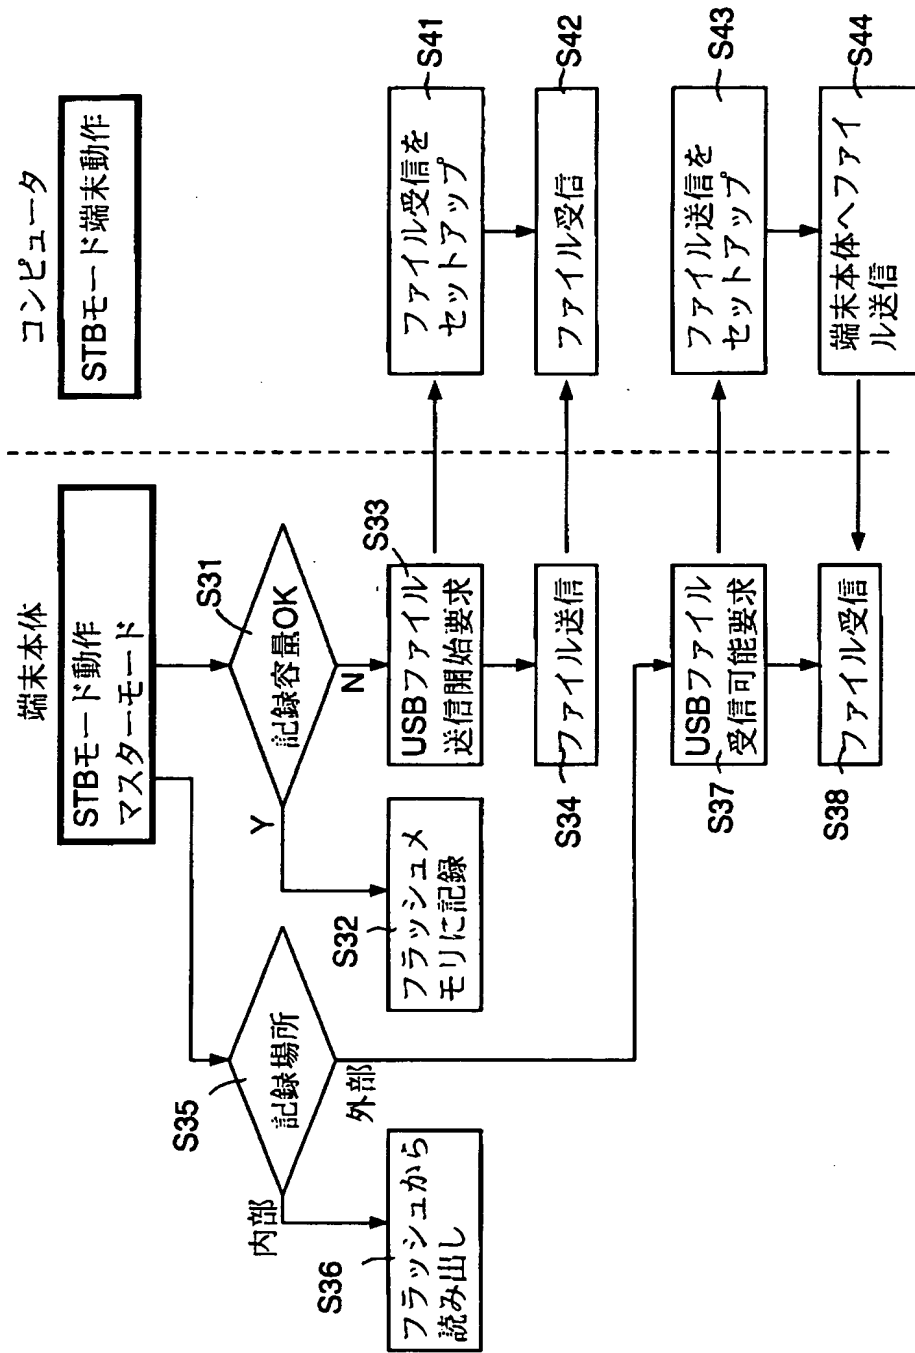 端末本体
コンピュータ
STBモード動作
マスターモード
STBモード端末動作
S31
記録容量OK
Y
N
S35
記録場所
内部
外部
S36
フラッシュから
読み出し
S32
フラッシュメ
モリに記録
S33
USBファイル
送信開始要求
S41
ファイル受信を
セットアップ
S34
ファイル送信
S42
ファイル受信
S37
USBファイル
受信可能要求
S43
ファイル送信を
セットアップ
S38
ファイル受信
S44
端末本体へファイ
ル送信